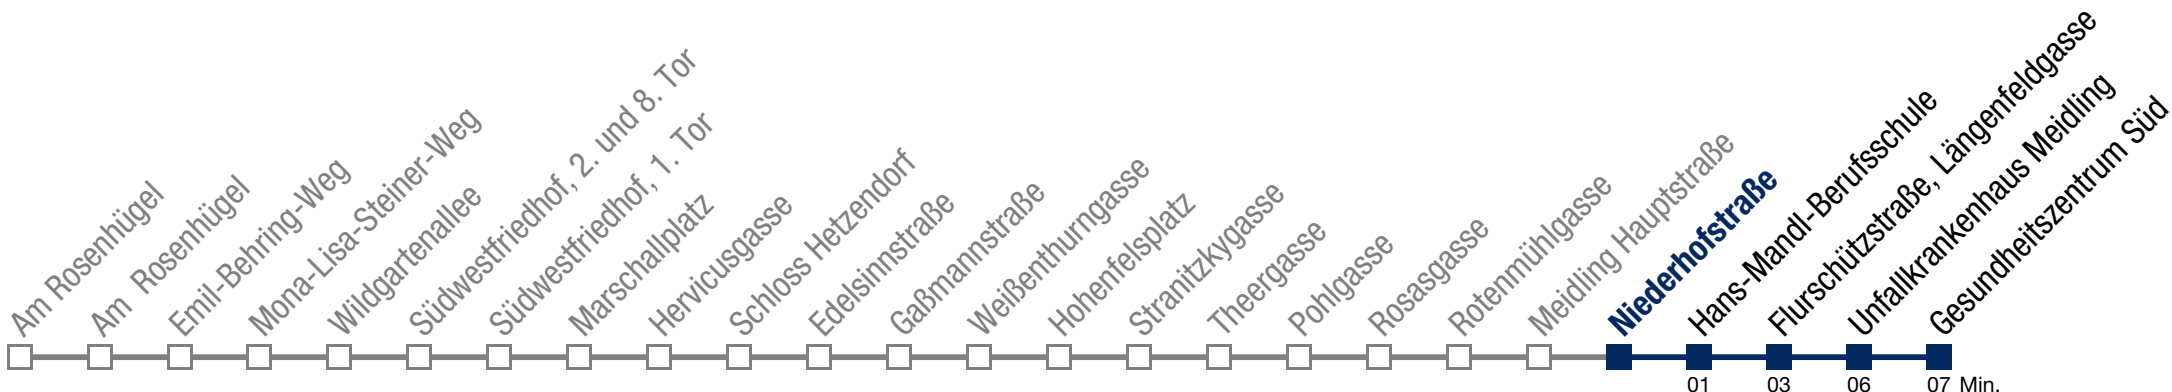 Am Rosenhügel
Am  Rosenhügel
Emil-Behring-Weg
Mona-Lisa-Steiner-Weg
Wildgartenallee
Südwestfriedhof, 2. und 8. Tor
Südwestfriedhof, 1. Tor
Marschallplatz
Hervicusgasse
Schloss Hetzendorf
Edelsinnstraße
Gaßmannstraße
Weißenthurngasse
Hohenfelsplatz
Stranitzkygasse
Theergasse
Pohlgasse
Rosasgasse
Rotenmühlgasse
Meidling Hauptstraße
Niederhofstraße
Hans-Mandl-Berufsschule
Flurschützstraße, Längenfeldgasse
Unfallkrankenhaus Meidling
Gesundheitszentrum Süd
01 03 06 07 Min.